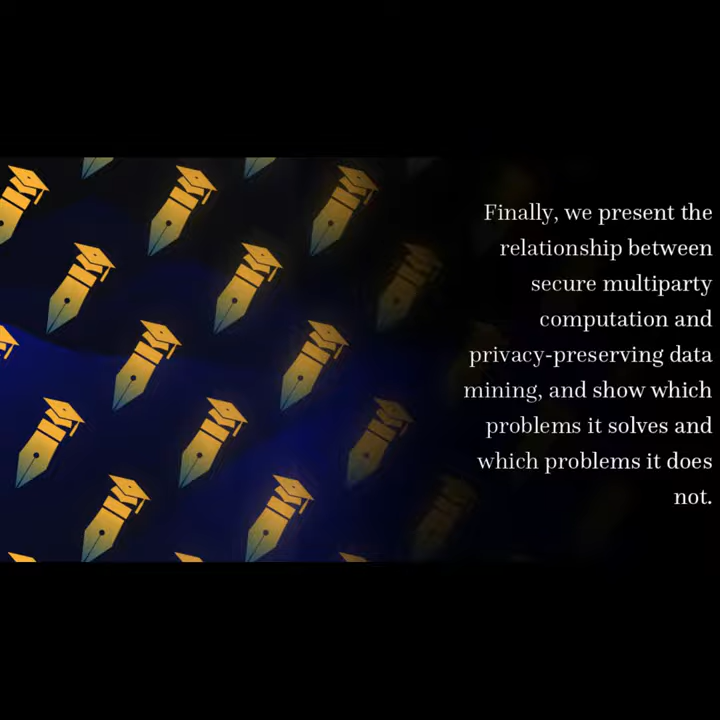 Finally, we present the
relationship between
secure multiparty
computation and
privacy-preserving data
mining, and show which
problems it solves and
which problems it does
not.